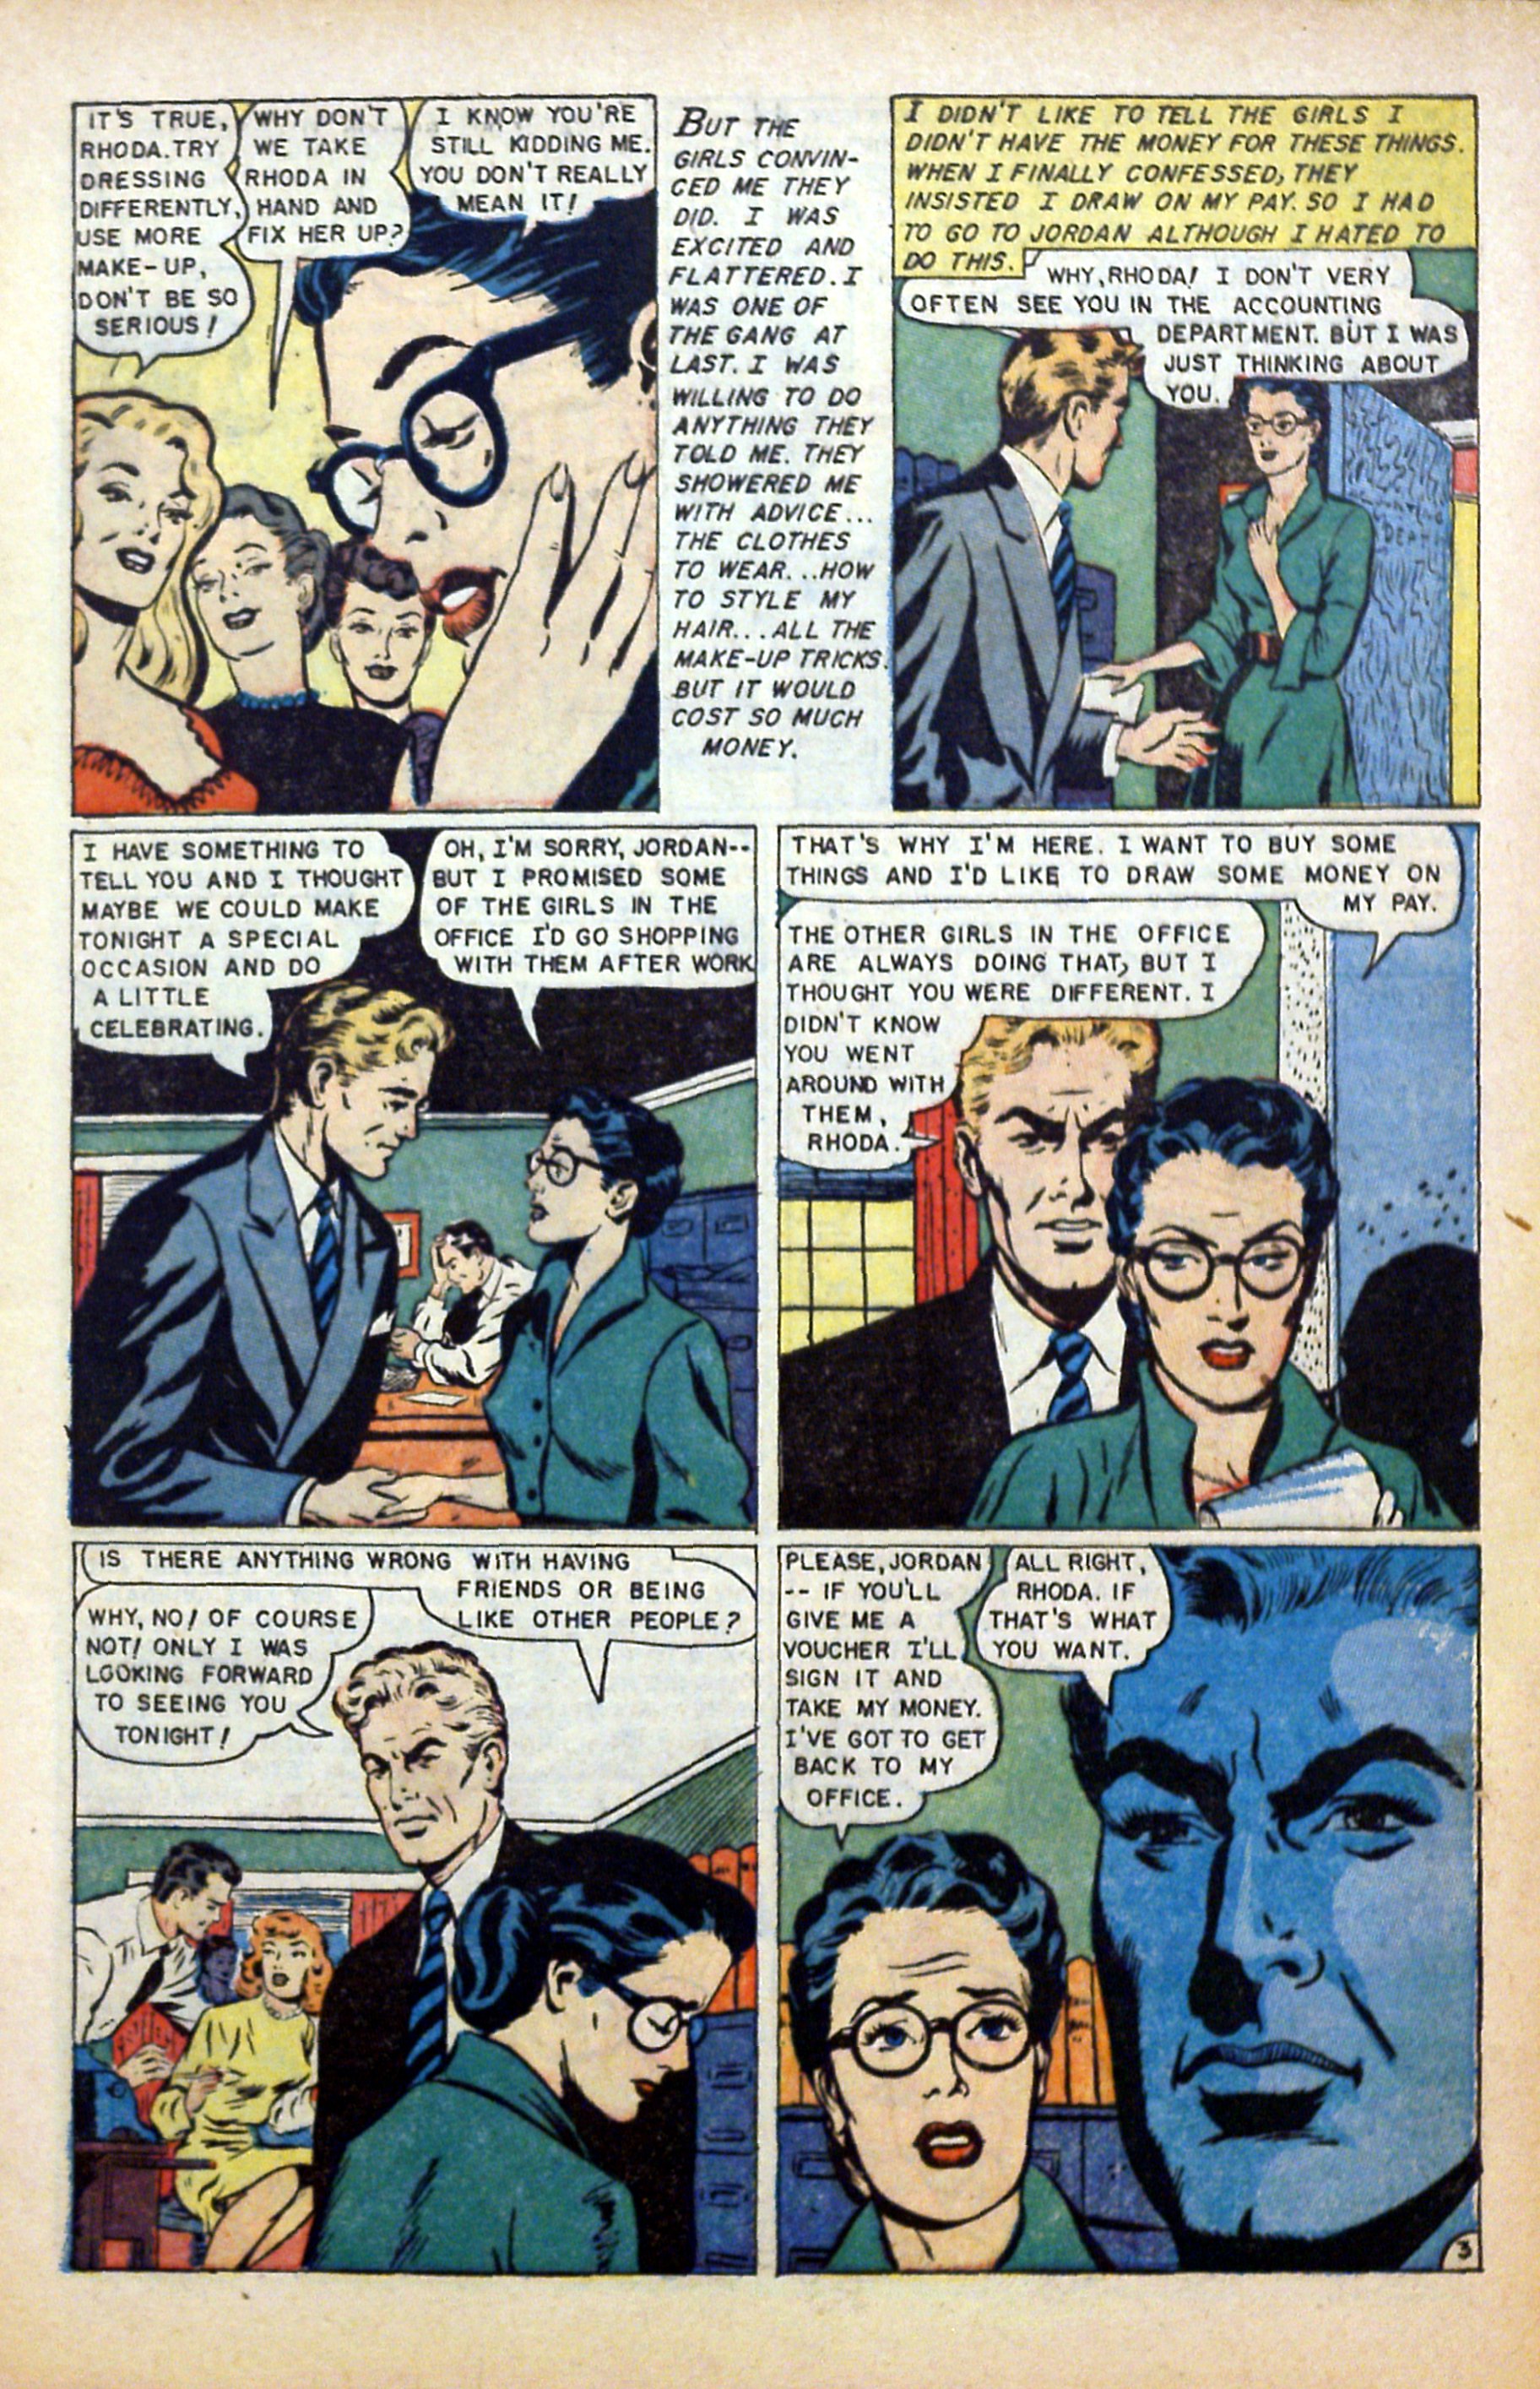 IT'S TRUE,
RHODA. TRY
DRESSING
DIFFERENTLY,
USE MORE
MAKE-UP,
DON'T BE SO
SERIOUS!
WHY DON'T
WE TAKE
RHODA IN
HAND AND
FIX HER UP?
I KNOW YOU'RE
STILL KIDDING ME.
YOU DON'T REALLY
MEAN IT!
BUT THE
GIRLS CONVIN-
CED ME THEY
DID. I WAS
EXCITED AND
FLATTERED. I
WAS ONE OF
THE GANG AT
LAST. I WAS
WILLING TO DO
ANYTHING THEY
TOLD ME. THEY
SHOWERED ME
WITH ADVICE...
THE CLOTHES
TO WEAR...HOW
TO STYLE MY
HAIR...ALL THE
MAKE-UP TRICKS.
BUT IT WOULD
COST SO MUCH
MONEY.
I DIDN'T LIKE TO TELL THE GIRLS I
DIDN'T HAVE THE MONEY FOR THESE THINGS.
WHEN I FINALLY CONFESSED, THEY
INSISTED I DRAW ON MY PAY. SO I HAD
TO GO TO JORDAN ALTHOUGH I HATED TO
DO THIS.
WHY, RHODA! I DON'T VERY
OFTEN SEE YOU IN THE ACCOUNTING
DEPARTMENT. BUT I WAS
JUST THINKING ABOUT
YOU.
I HAVE SOMETHING TO
TELL YOU AND I THOUGHT
MAYBE WE COULD MAKE
TONIGHT A SPECIAL
OCCASION AND DO
A LITTLE
CELEBRATING.
OH, I'M SORRY, JORDAN--
BUT I PROMISED SOME
OF THE GIRLS IN THE
OFFICE I'D GO SHOPPING
WITH THEM AFTER WORK
THAT'S WHY I'M HERE. I WANT TO BUY SOME
THINGS AND I'D LIKE TO DRAW SOME MONEY ON
MY PAY.
THE OTHER GIRLS IN THE OFFICE
ARE ALWAYS DOING THAT, BUT I
THOUGHT YOU WERE DIFFERENT. I
DIDN'T KNOW
YOU WENT
AROUND WITH
THEM,
RHODA.
IS THERE ANYTHING WRONG WITH HAVING
FRIENDS OR BEING
LIKE OTHER PEOPLE?
WHY, NO! OF COURSE
NOT! ONLY I WAS
LOOKING FORWARD
TO SEEING YOU
TONIGHT!
PLEASE, JORDAN
-- IF YOU'LL
GIVE ME A
VOUCHER I'LL
SIGN IT AND
TAKE MY MONEY.
I'VE GOT TO GET
BACK TO MY
OFFICE.
ALL RIGHT,
RHODA. IF
THAT'S WHAT
YOU WANT.
3